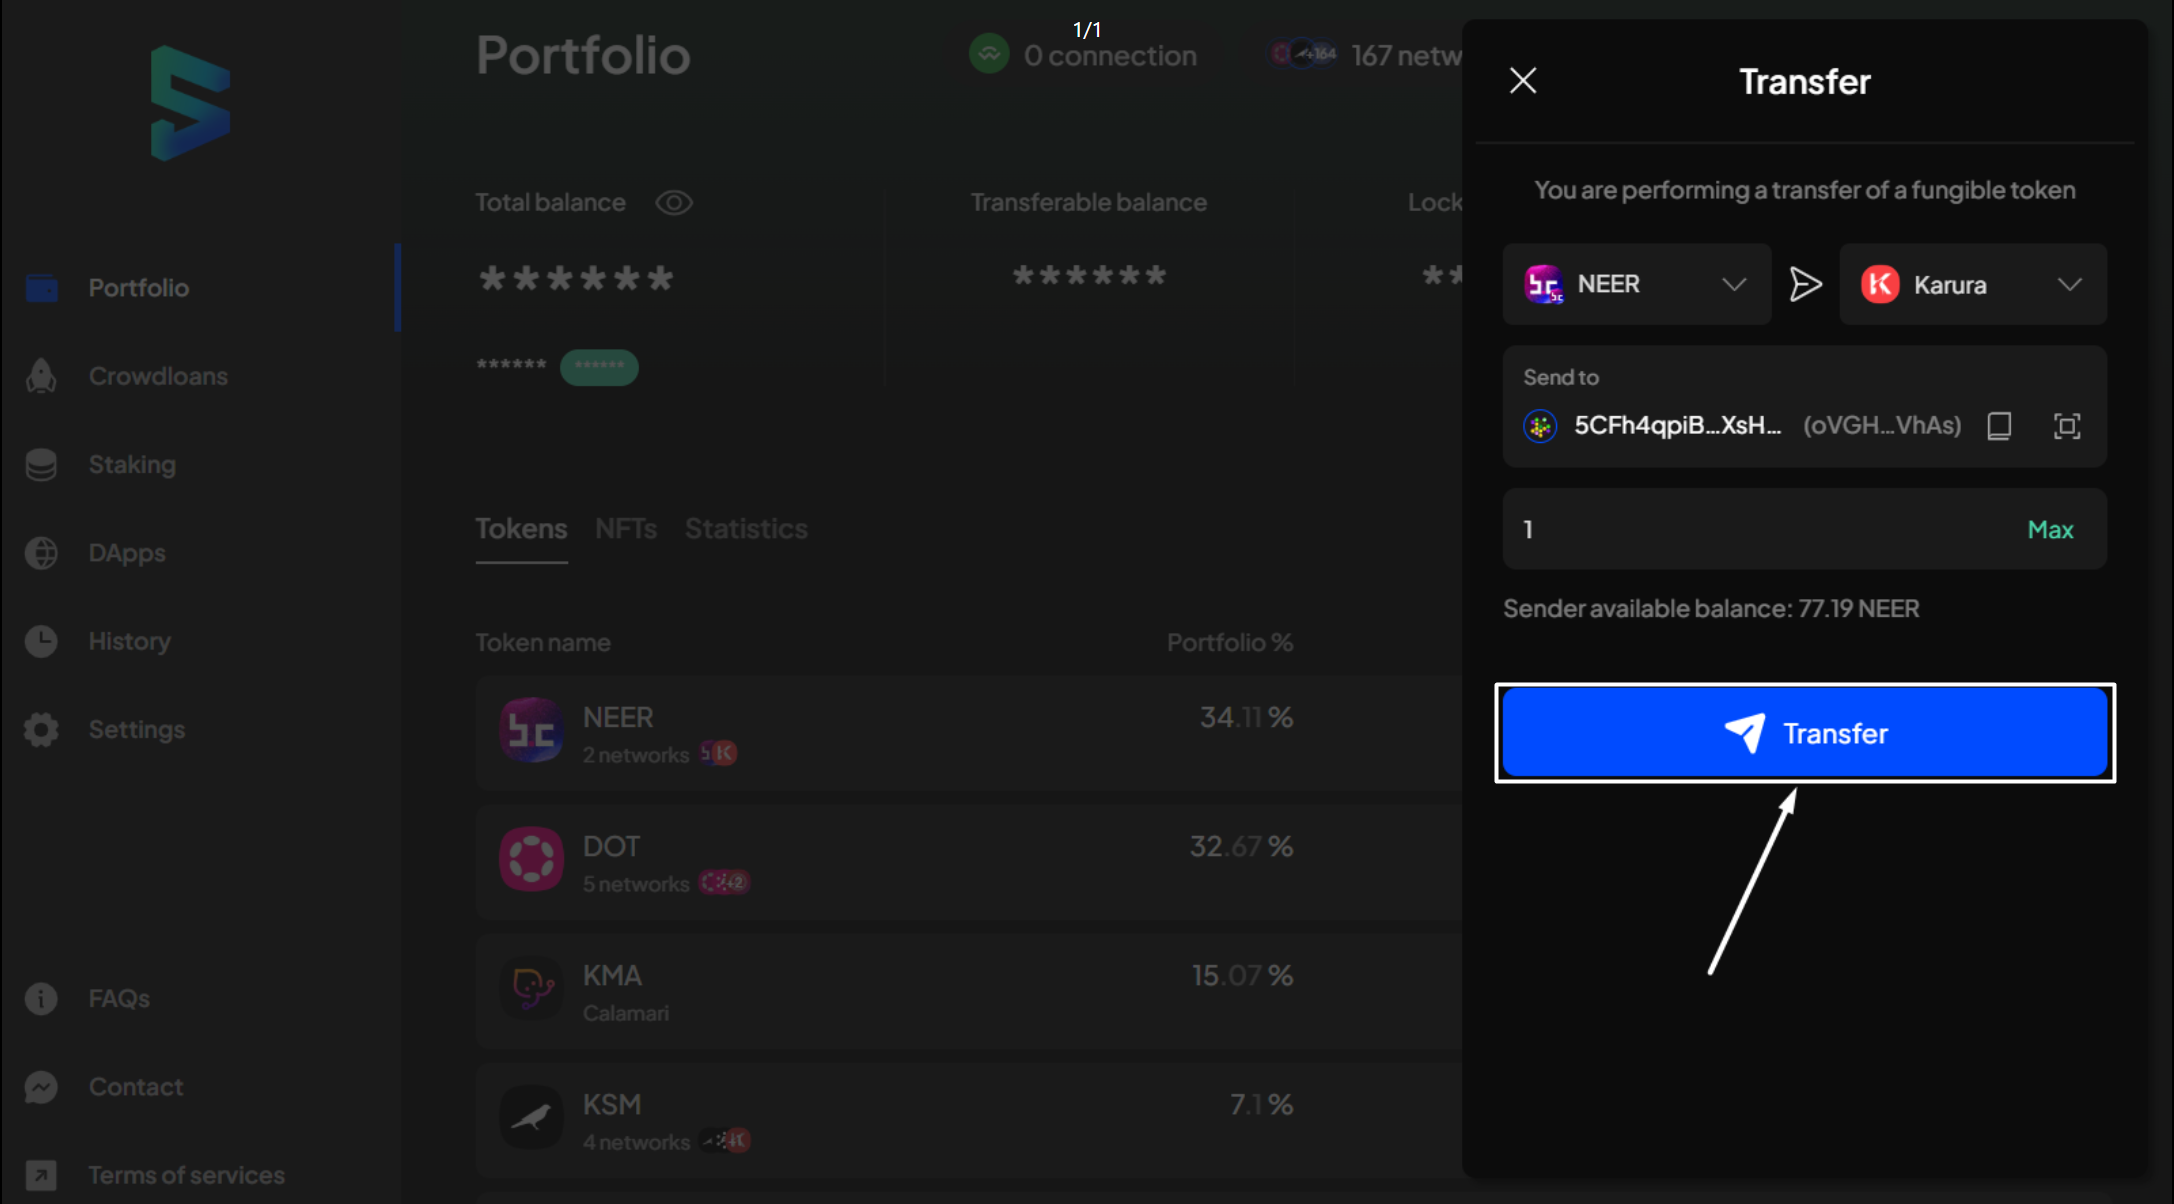 1/1
Portfolio
0 connection
+164
167 netw
Total balance
******
******
******
Transferable balance
******
Lock
**
Portfolio
Crowdloans
Staking
DApps
History
Settings
FAQs
Contact
Terms of services
Tokens
NFTs
Statistics
Token name
Portfolio %
NEER
2 networks
34.11 %
DOT
5 networks
+2
32.67 %
KMA
Calamari
15.07 %
KSM
4 networks
7.1 %
Transfer
You are performing a transfer of a fungible token
NEER
Karura
Send to
5CFh4qpiB...XsH...
(oVGH...VhAs)
1
Max
Sender available balance: 77.19 NEER
Transfer